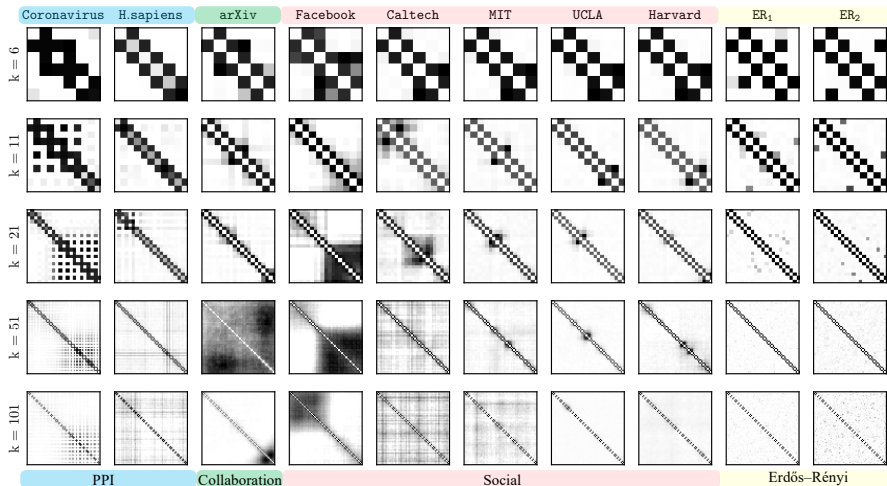 Coronavirus H.sapiens arXiv Facebook Caltech MIT UCLA Harvard ER₁ ER₂
k = 6
k = 11
k = 21
k = 51
k = 101
PPI Collaboration Social Erdős–Rényi